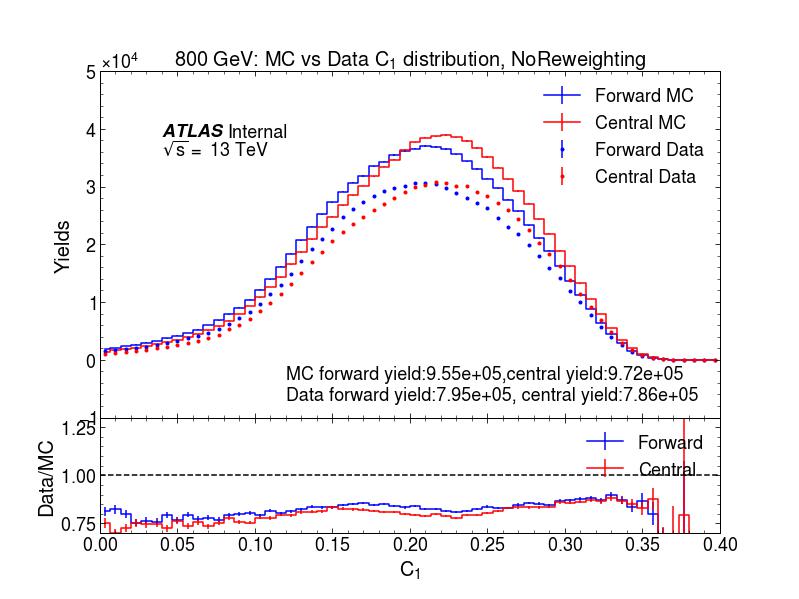 ×10⁴
800 GeV: MC vs Data C₁ distribution, NoReweighting
5
4
3
2
1
0
−1
Yields
ATLAS Internal
√s = 13 TeV
Forward MC
Central MC
Forward Data
Central Data
MC forward yield:9.55e+05,central yield:9.72e+05
Data forward yield:7.95e+05, central yield:7.86e+05
1.25
1.00
0.75
Data/MC
Forward
Central
0.00 0.05 0.10 0.15 0.20 0.25 0.30 0.35 0.40
C₁